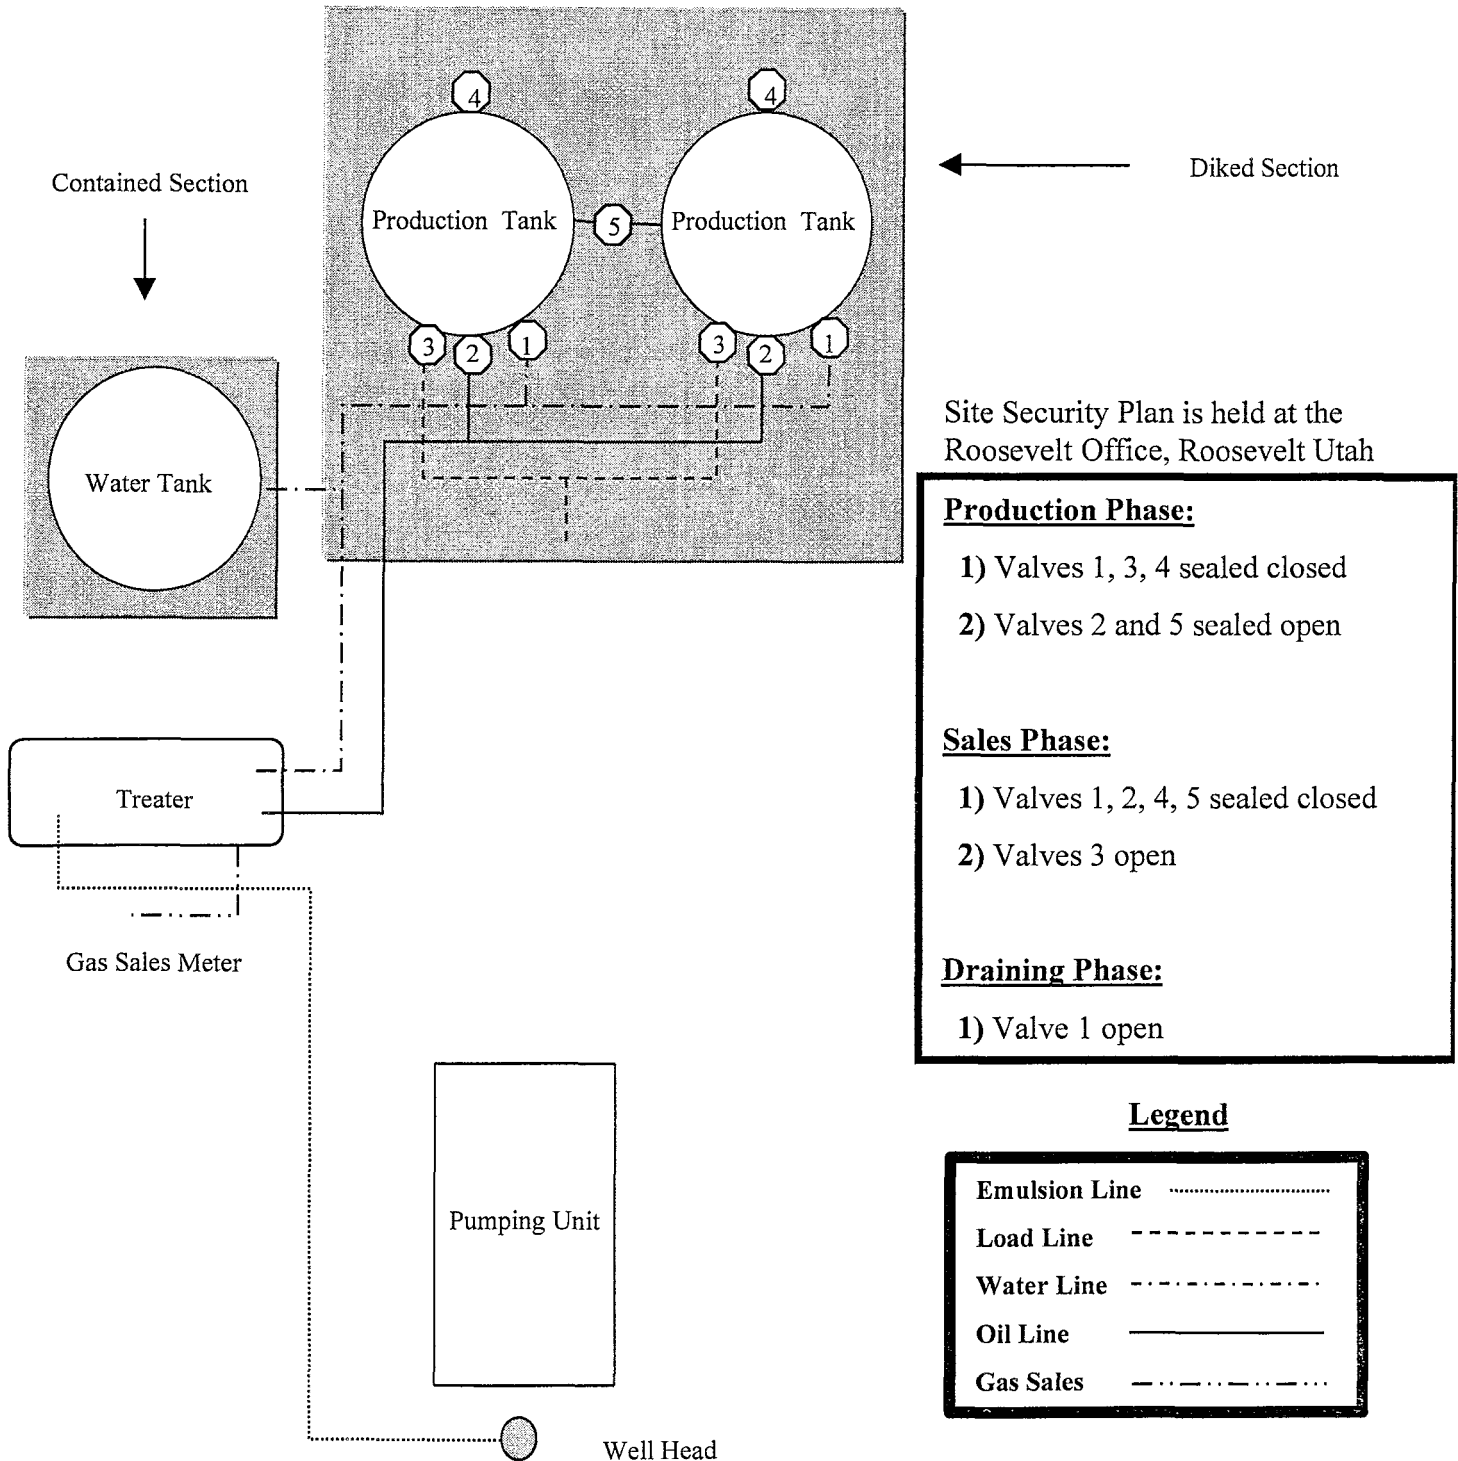 4
4
Contained Section
Diked Section
Production Tank
5
Production Tank
3
2
1
3
2
1
Water Tank
Site Security Plan is held at the
Roosevelt Office, Roosevelt Utah
Production Phase:
1) Valves 1, 3, 4 sealed closed
2) Valves 2 and 5 sealed open
Sales Phase:
1) Valves 1, 2, 4, 5 sealed closed
2) Valves 3 open
Draining Phase:
1) Valve 1 open
Treater
Gas Sales Meter
Pumping Unit
Well Head
Legend
Emulsion Line
Load Line
Water Line
Oil Line
Gas Sales